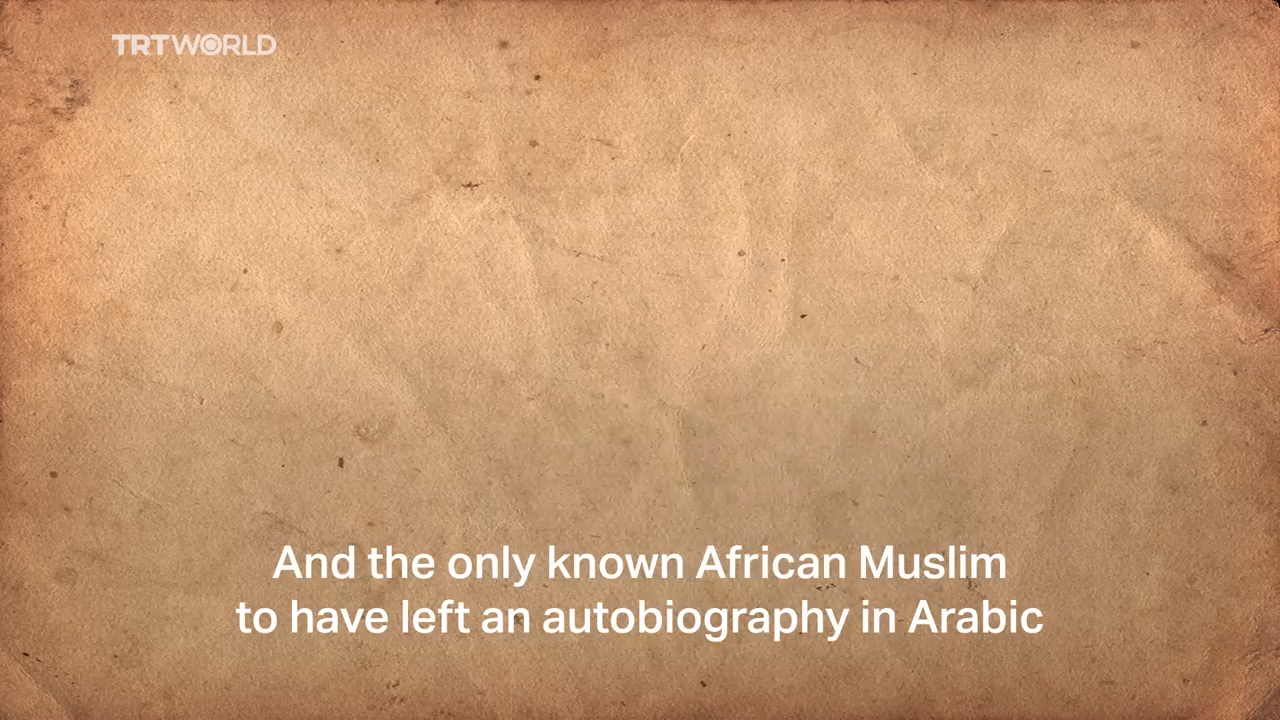 TRTWORLD
And the only known African Muslim
to have left an autobiography in Arabic